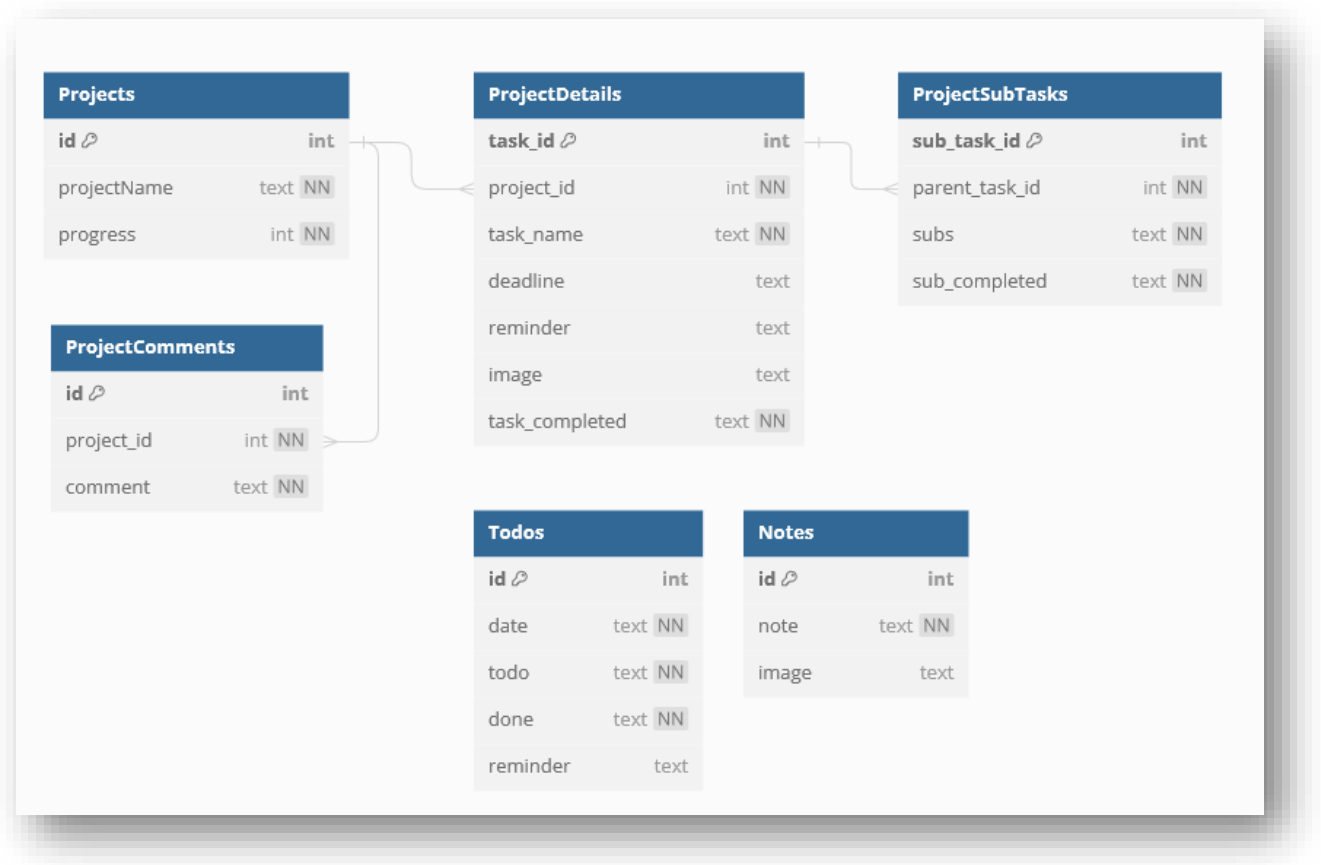 Projects
id int
projectName text NN
progress int NN
ProjectDetails
task_id int
project_id int NN
task_name text NN
deadline text
reminder text
image text
task_completed text NN
ProjectSubTasks
sub_task_id int
parent_task_id int NN
subs text NN
sub_completed text NN
ProjectComments
id int
project_id int NN
comment text NN
Todos
id int
date text NN
todo text NN
done text NN
reminder text
Notes
id int
note text NN
image text